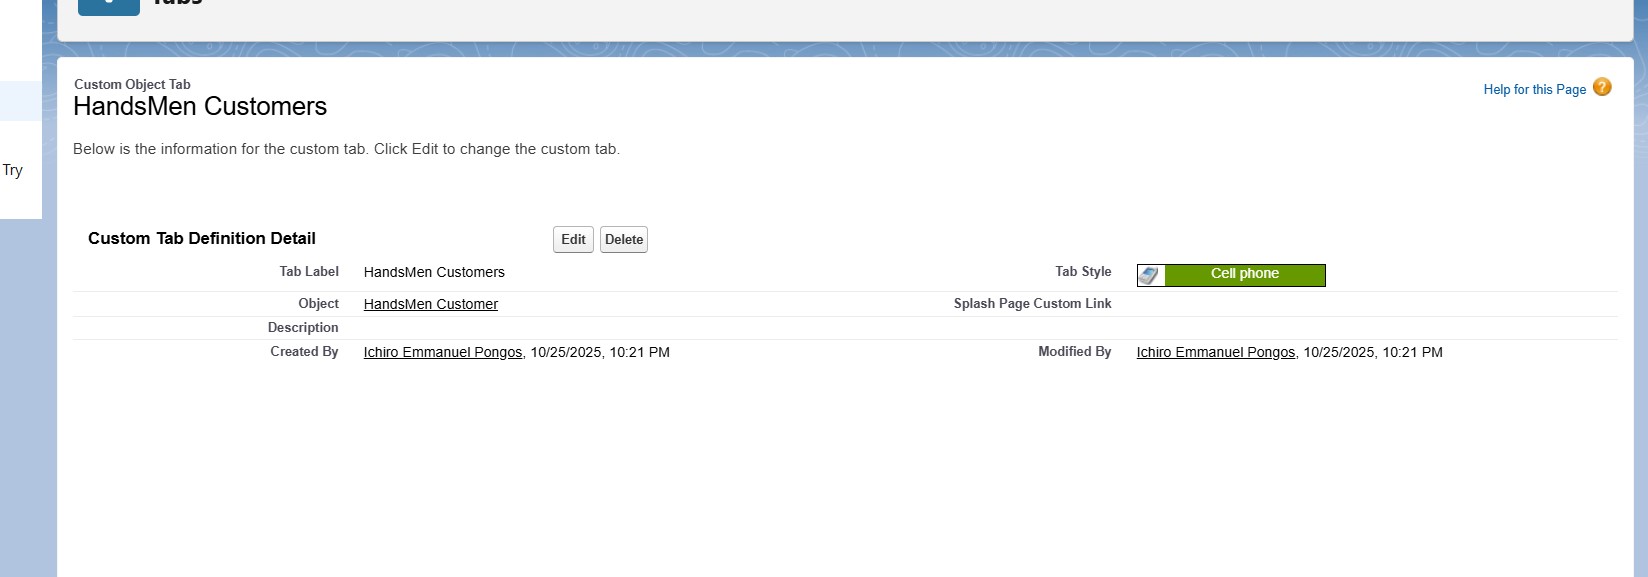 Tabs
Custom Object Tab
HandsMen Customers
Help for this Page ?
Below is the information for the custom tab. Click Edit to change the custom tab.
Try
Custom Tab Definition Detail Edit Delete
Tab Label HandsMen Customers Tab Style Cell phone
Object HandsMen Customer Splash Page Custom Link
Description
Created By Ichiro Emmanuel Pongos, 10/25/2025, 10:21 PM Modified By Ichiro Emmanuel Pongos, 10/25/2025, 10:21 PM